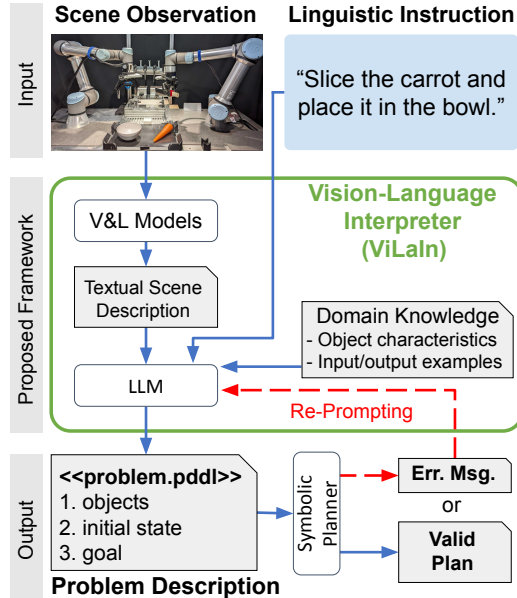 Scene Observation
Linguistic Instruction
Input
“Slice the carrot and
place it in the bowl.”
Proposed Framework
Vision-Language
Interpreter
(ViLaIn)
V&L Models
Textual Scene
Description
Domain Knowledge
- Object characteristics
- Input/output examples
LLM
Re-Prompting
Output
<<problem.pddl>>
1. objects
2. initial state
3. goal
Symbolic
Planner
Err. Msg.
or
Valid
Plan
Problem Description